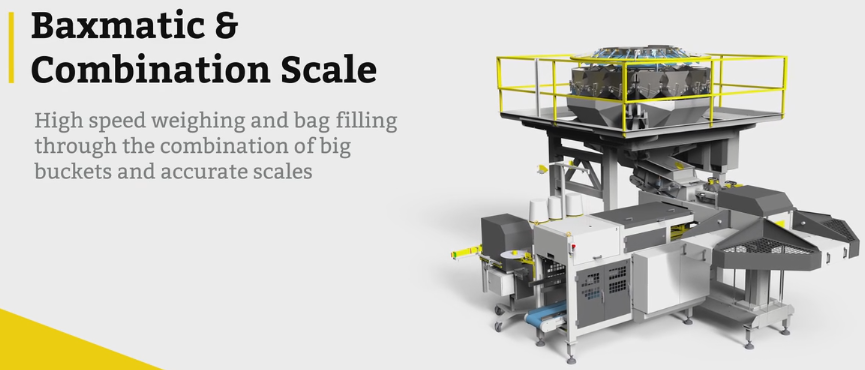 Baxmatic &
Combination Scale
High speed weighing and bag filling
through the combination of big
buckets and accurate scales